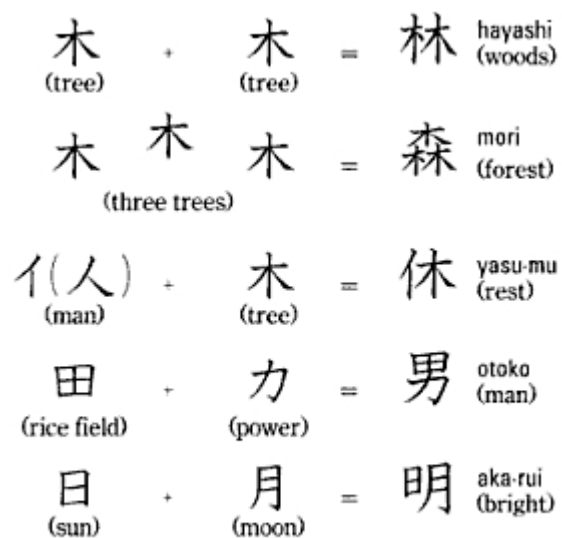 木 + 木 = 林 hayashi
(tree) (tree) (woods)
木 木 木 = 森 mori
(three trees) (forest)
亻(人) + 木 = 休 yasu-mu
(man) (tree) (rest)
田 + 力 = 男 otoko
(rice field) (power) (man)
日 + 月 = 明 aka-rui
(sun) (moon) (bright)